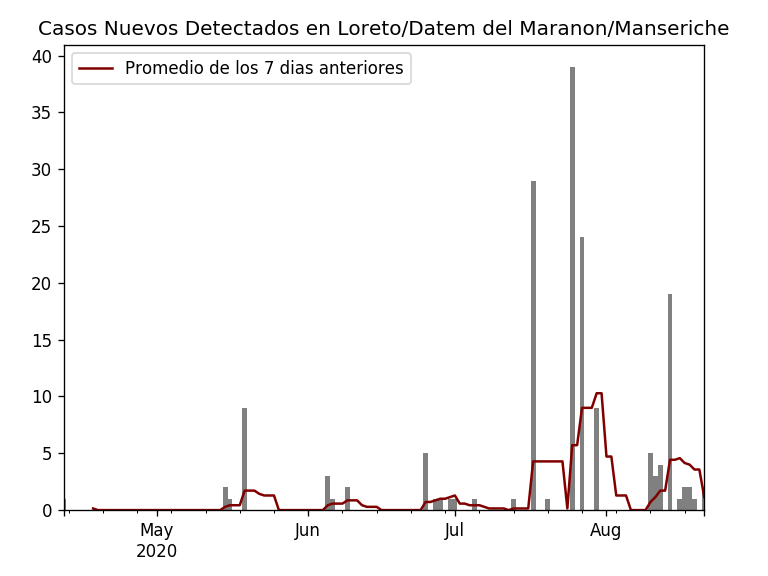 Casos Nuevos Detectados en Loreto/Datem del Maranon/Manseriche
Promedio de los 7 dias anteriores
40
35
30
25
20
15
10
5
0
May
2020
Jun
Jul
Aug